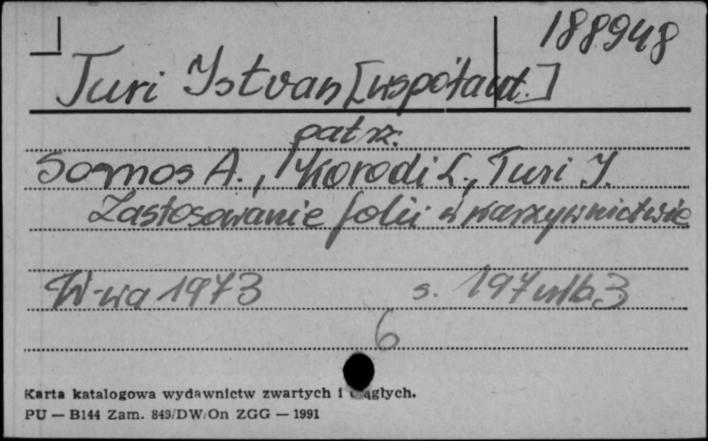 188948
Turi Istvan [współaut.]
patrz:
Somos A., Korodi L., Turi I.
Zastosowanie folii w warzywnictwie
W-wa 1973 s. 197 nlb 3
6
Karta katalogowa wydawnictw zwartych i ciągłych.
PU — B144 Zam. 849/DW/On ZGG — 1991